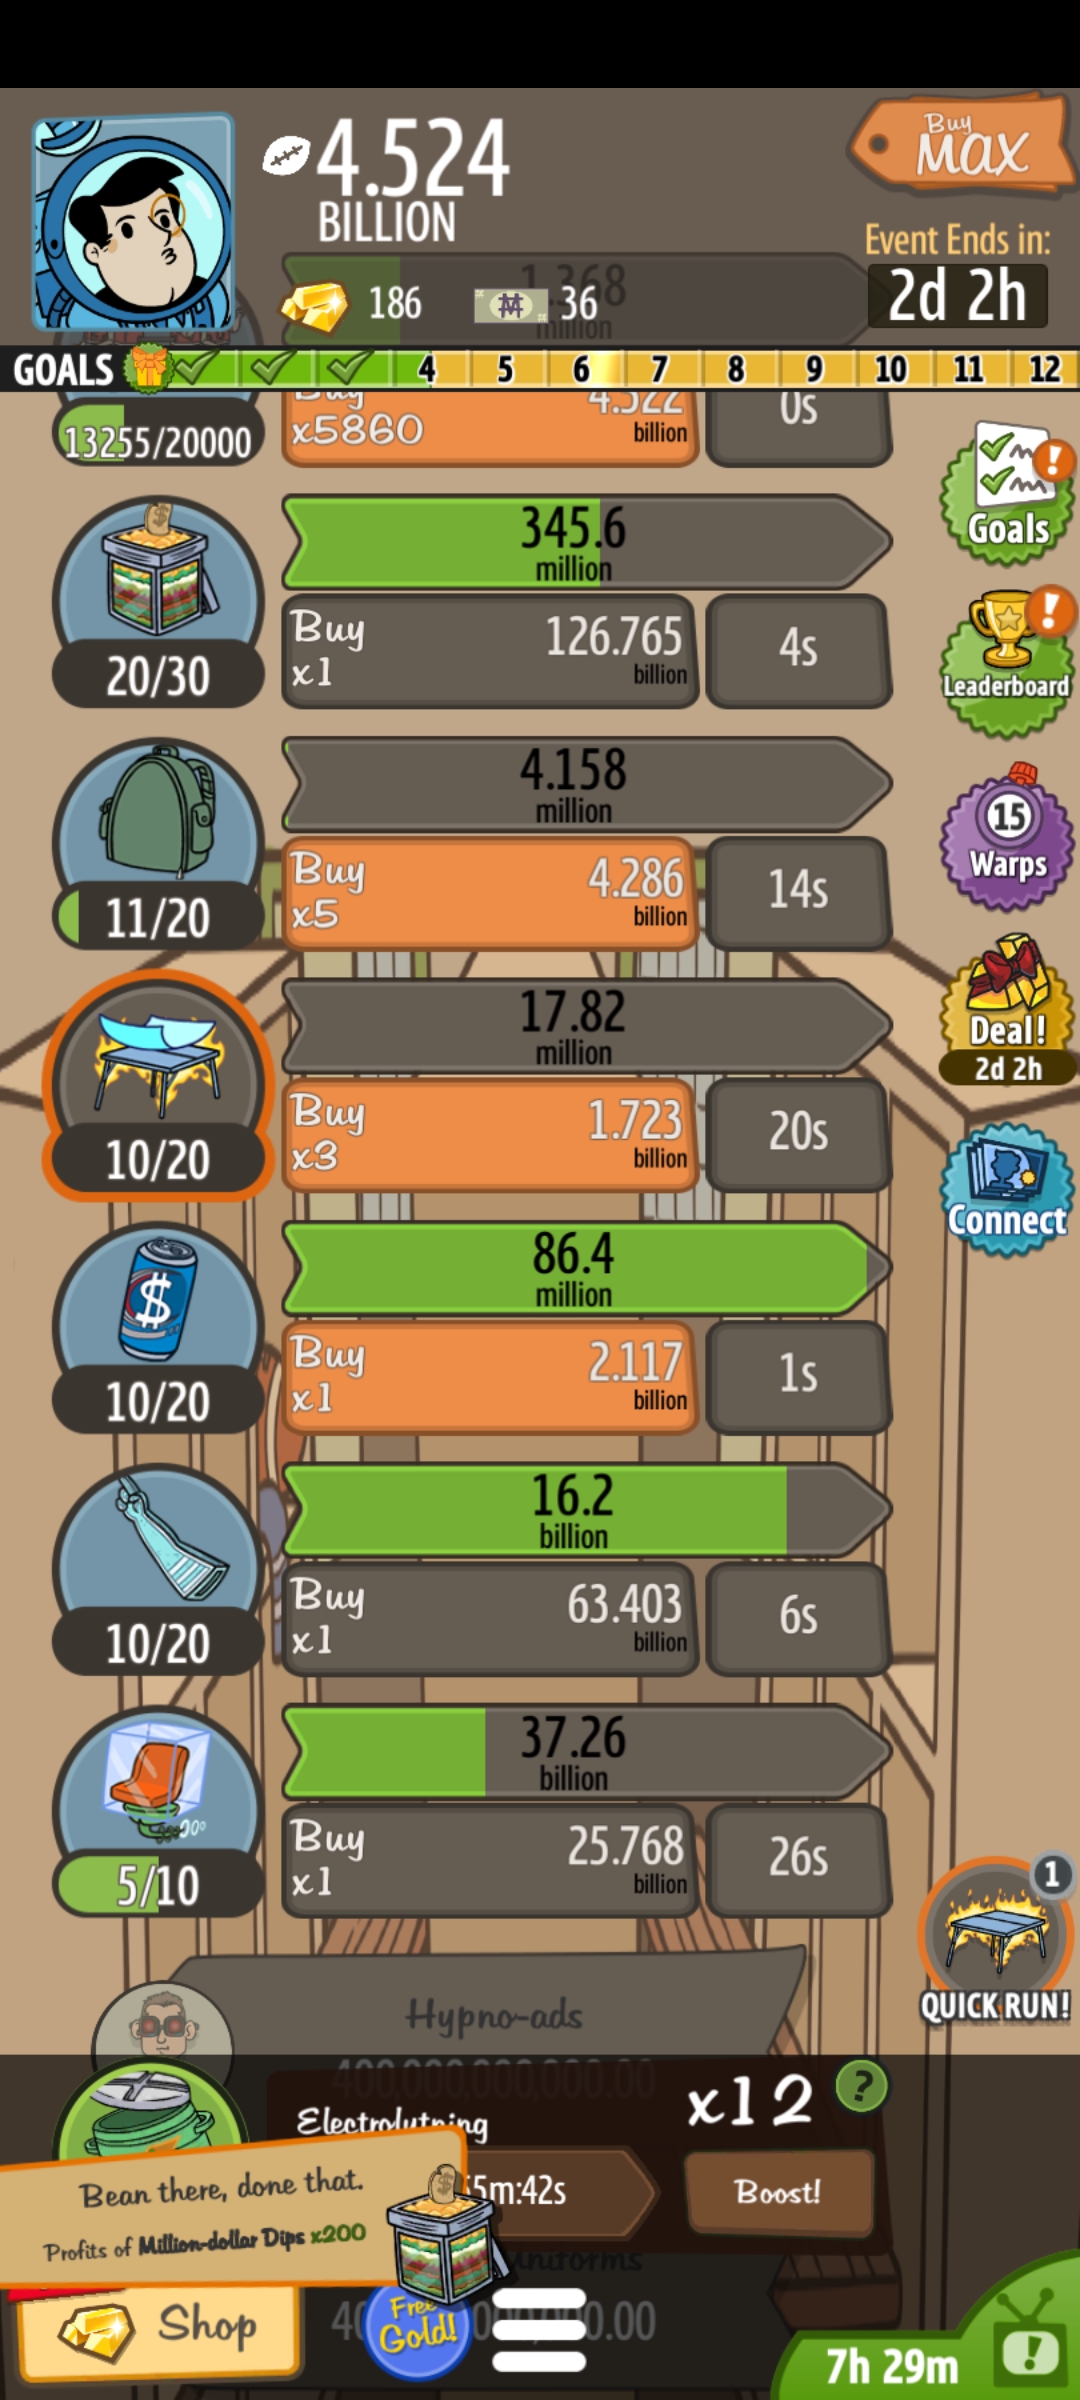 4.524
BILLION
Buy
MAX
Event Ends in:
2d 2h
186
36
1.368
million
GOALS
4 5 6 7 8 9 10 11 12
13255/20000
Buy
x5860
4.522
billion
0s
Goals
345.6
million
20/30
Buy
x1
126.765
billion
4s
Leaderboard
4.158
million
11/20
Buy
x5
4.286
billion
14s
15
Warps
17.82
million
10/20
Buy
x3
1.723
billion
20s
Deal!
2d 2h
86.4
million
10/20
Buy
x1
2.117
billion
1s
Connect
16.2
billion
10/20
Buy
x1
63.403
billion
6s
37.26
billion
5/10
Buy
x1
25.768
billion
26s
1
QUICK RUN!
Hypno-ads
400,000,000,000.00
Electrolytning
x12
?
5m:42s
Boost!
Bean there, done that.
Profits of Million-dollar Dips x200
Shop
Free
Gold!
7h 29m